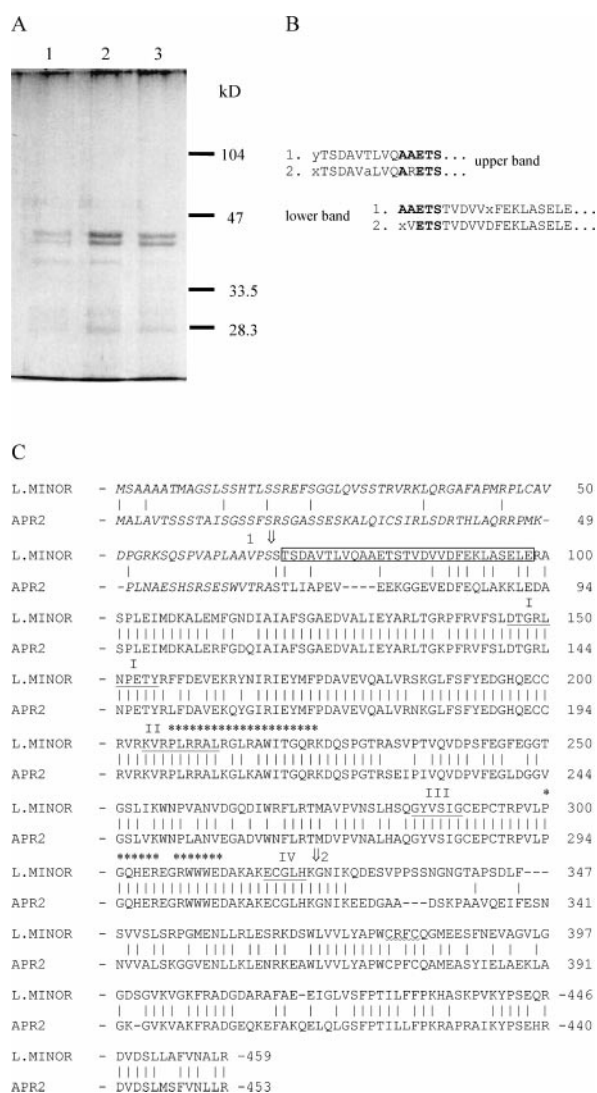 A
B
1 2 3
kD
104
47
33.5
28.3
1. yTSDAVTLVQAAETS...
2. xTSDAVaLVQARETS...
upper band
lower band
1. AAETSTVDVVxFEKLASELE...
2. xVETSTVDVVDFEKLASELE...
C
L.MINOR - MSAAAATMAGSLSSHTLSSREFSGGLQVSSTRVRKLQRGAFAPMRPLCAV 50
APR2 - MALAVTSSSTAISGSSFSRSGASSESKALQICSIRLSDRTHLAQRRPMK- 49
1 ⇓
L.MINOR - DPGRKSQSPVAPLAAVPSSTSDAVTLVQAAETSTVDVVDFEKLASELERA 100
APR2 - PLNAESHSRSESWVTRASTLIAPEV----EEKGGEVEDFEQLAKKLEDA 94
I
L.MINOR - SPLEIMDKALEMFGNDIAIAFSGAEDVALIEYARLTGRPFRVFSLDTGRL 150
APR2 - SPLEIMDKALERFGDQIAIAFSGAEDVALIEYARLTGKPFRVFSLDTGRL 144
I
L.MINOR - NPETYRFFDEVEKRYNIRIEYMFPDAVEVQALVRSKGLFSFYEDGHQECC 200
APR2 - NPETYRLFDAVEKQYGIRIEYMFPDAVEVQALVRNKGLFSFYEDGHQECC 194
II *********************
L.MINOR - RVRKVRPLRRALRGLRAWITGQRKDQSPGTRASVPTVQVDPSFEGFEGGT 250
APR2 - RVRKVRPLRRALKGLKAWITGQRKDQSPGTRSEIPIVQVDPVFEGLDGGV 244
III *
L.MINOR - GSLIKWNPVANVDGQDIWRFLRTMAVPVNSLHSQGYVSIGCEPCTRPVLP 300
APR2 - GSLVKWNPLANVEGADVWNFLRTMDVPVNALHAQGYVSIGCEPCTRPVLP 294
****** ******* IV ⇓2
L.MINOR - GQHEREGRWWWEDAKAKECGLHKGNIKQDESVPPSSNGNGTAPSDLF--- 347
APR2 - GQHEREGRWWWEDAKAKECGLHKGNIKEEDGAA--DSKPAAVQEIFESN 341
L.MINOR - SVVSLSRPGMENLLRLESRKDSWLVVLYAPWCRFCQGMEESFNEVAGVLG 397
APR2 - NVVALSKGGVENLLKLENRKEAWLVVLYAPWCPFCQAMEASYIELAEKLA 391
L.MINOR - GDSGVKVGKFRADGDARAFAE-EIGLVSFPTILFFPKHASKPVKYPSEQR -446
APR2 - GK-GVKVAKFRADGEQKEFAKQELQLGSFPTILLFPKRAPRAIKYPSEHR -440
L.MINOR - DVDSLLAFVNALR -459
APR2 - DVDSLMSFVNLLR -453